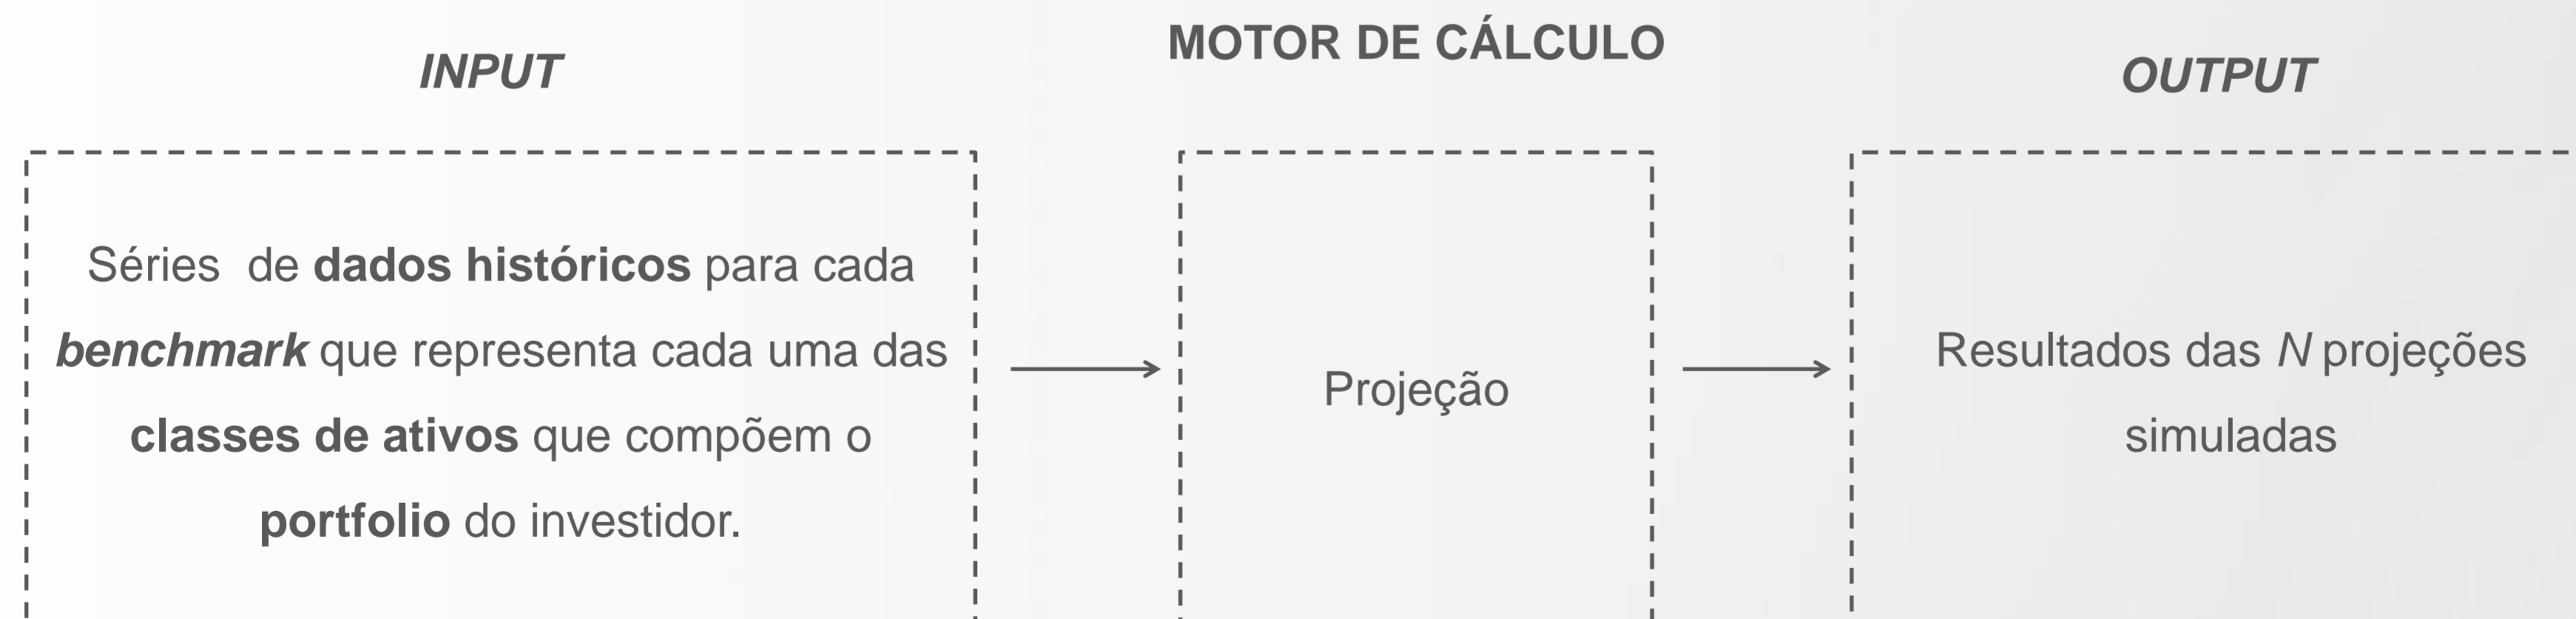 INPUT
Séries de dados históricos para cada
benchmark que representa cada uma das
classes de ativos que compõem o
portfolio do investidor.
MOTOR DE CÁLCULO
Projeção
OUTPUT
Resultados das N projeções
simuladas